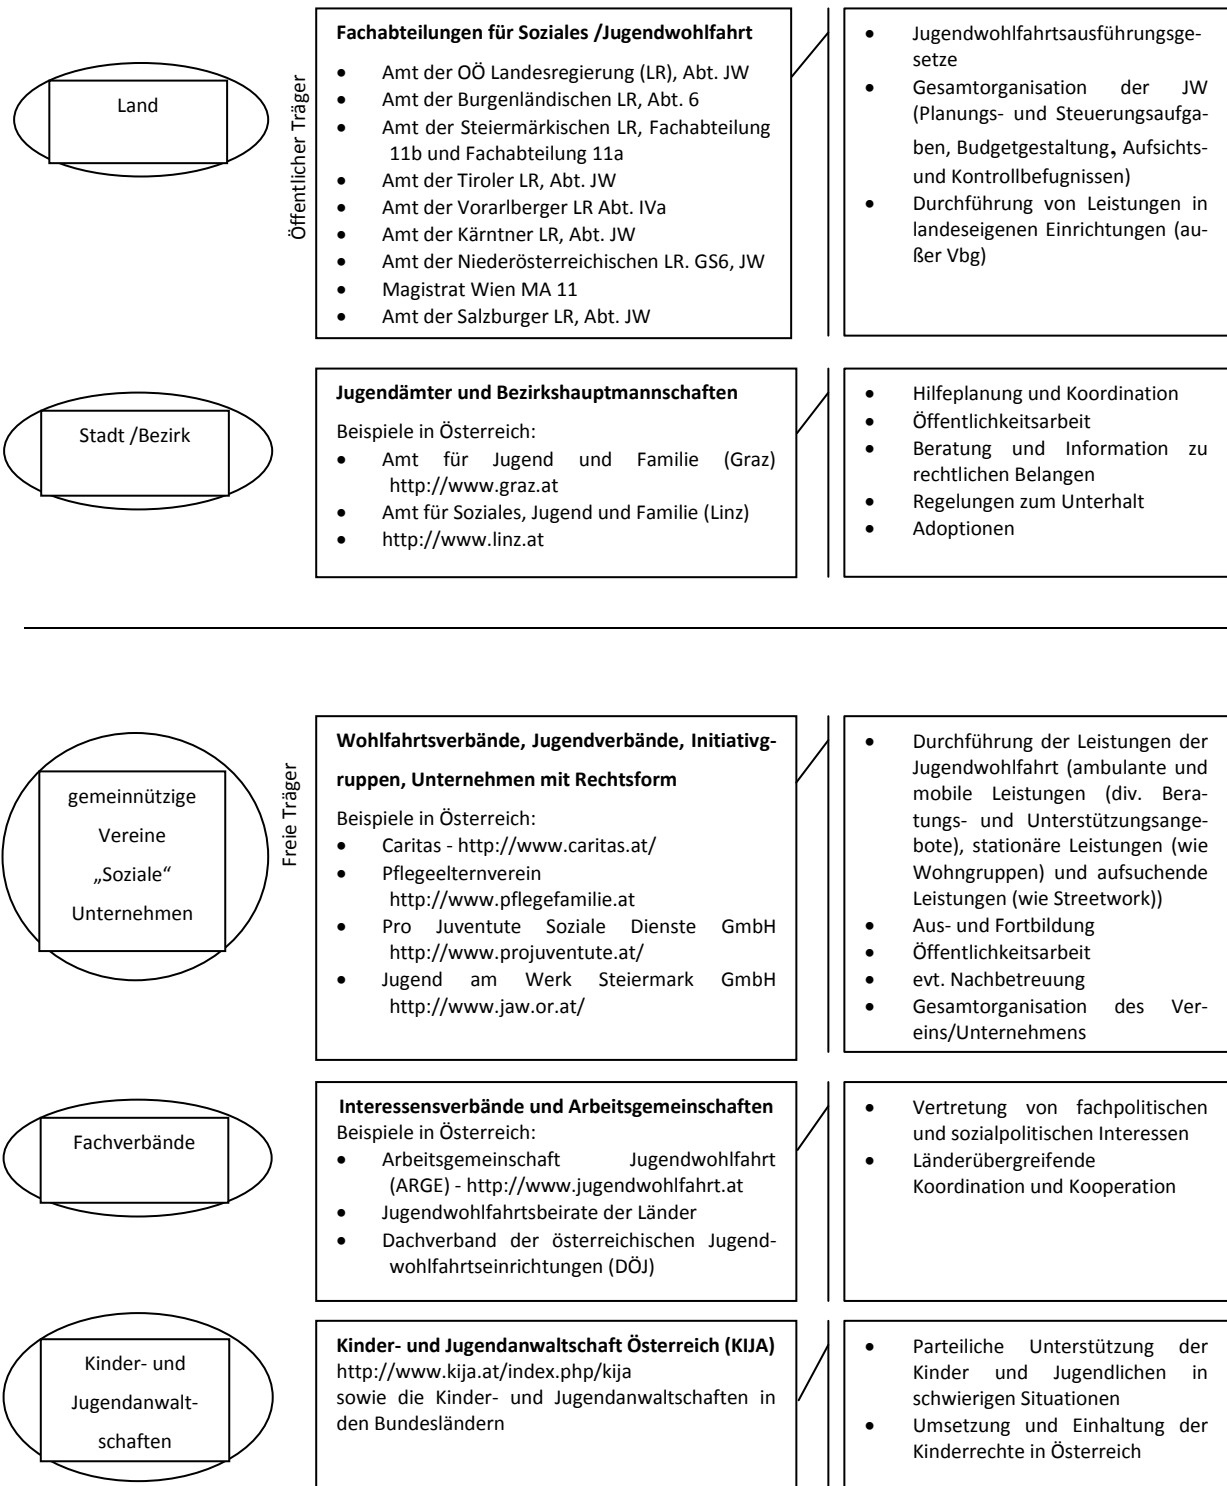 Land
Öffentlicher Träger
Fachabteilungen für Soziales /Jugendwohlfahrt
• Amt der OÖ Landesregierung (LR), Abt. JW
• Amt der Burgenländischen LR, Abt. 6
• Amt der Steiermärkischen LR, Fachabteilung
11b und Fachabteilung 11a
• Amt der Tiroler LR, Abt. JW
• Amt der Vorarlberger LR Abt. IVa
• Amt der Kärntner LR, Abt. JW
• Amt der Niederösterreichischen LR. GS6, JW
• Magistrat Wien MA 11
• Amt der Salzburger LR, Abt. JW
• Jugendwohlfahrtsausführungsge-
setze
• Gesamtorganisation der JW
(Planungs- und Steuerungsaufga-
ben, Budgetgestaltung, Aufsichts-
und Kontrollbefugnissen)
• Durchführung von Leistungen in
landeseigenen Einrichtungen (au-
ßer Vbg)
Stadt /Bezirk
Jugendämter und Bezirkshauptmannschaften
Beispiele in Österreich:
• Amt für Jugend und Familie (Graz)
http://www.graz.at
• Amt für Soziales, Jugend und Familie (Linz)
• http://www.linz.at
• Hilfeplanung und Koordination
• Öffentlichkeitsarbeit
• Beratung und Information zu
rechtlichen Belangen
• Regelungen zum Unterhalt
• Adoptionen
gemeinnützige
Vereine
„Soziale“
Unternehmen
Freie Träger
Wohlfahrtsverbände, Jugendverbände, Initiativg-
ruppen, Unternehmen mit Rechtsform
Beispiele in Österreich:
• Caritas - http://www.caritas.at/
• Pflegeelternverein
http://www.pflegefamilie.at
• Pro Juventute Soziale Dienste GmbH
http://www.projuventute.at/
• Jugend am Werk Steiermark GmbH
http://www.jaw.or.at/
• Durchführung der Leistungen der
Jugendwohlfahrt (ambulante und
mobile Leistungen (div. Bera-
tungs- und Unterstützungsange-
bote), stationäre Leistungen (wie
Wohngruppen) und aufsuchende
Leistungen (wie Streetwork))
• Aus- und Fortbildung
• Öffentlichkeitsarbeit
• evt. Nachbetreuung
• Gesamtorganisation des Ver-
eins/Unternehmens
Fachverbände
Interessensverbände und Arbeitsgemeinschaften
Beispiele in Österreich:
• Arbeitsgemeinschaft Jugendwohlfahrt
(ARGE) - http://www.jugendwohlfahrt.at
• Jugendwohlfahrtsbeirate der Länder
• Dachverband der österreichischen Jugend-
wohlfahrtseinrichtungen (DÖJ)
• Vertretung von fachpolitischen
und sozialpolitischen Interessen
• Länderübergreifende
Koordination und Kooperation
Kinder- und
Jugendanwalt-
schaften
Kinder- und Jugendanwaltschaft Österreich (KIJA)
http://www.kija.at/index.php/kija
sowie die Kinder- und Jugendanwaltschaften in
den Bundesländern
• Parteiliche Unterstützung der
Kinder und Jugendlichen in
schwierigen Situationen
• Umsetzung und Einhaltung der
Kinderrechte in Österreich